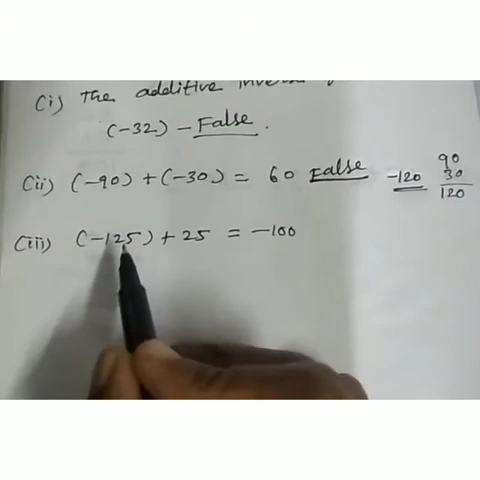 (i) The additive
(-32) - False.
(ii) (-90) + (-30) = 60 False -120
90
30
120
(iii) (-125) + 25 = -100